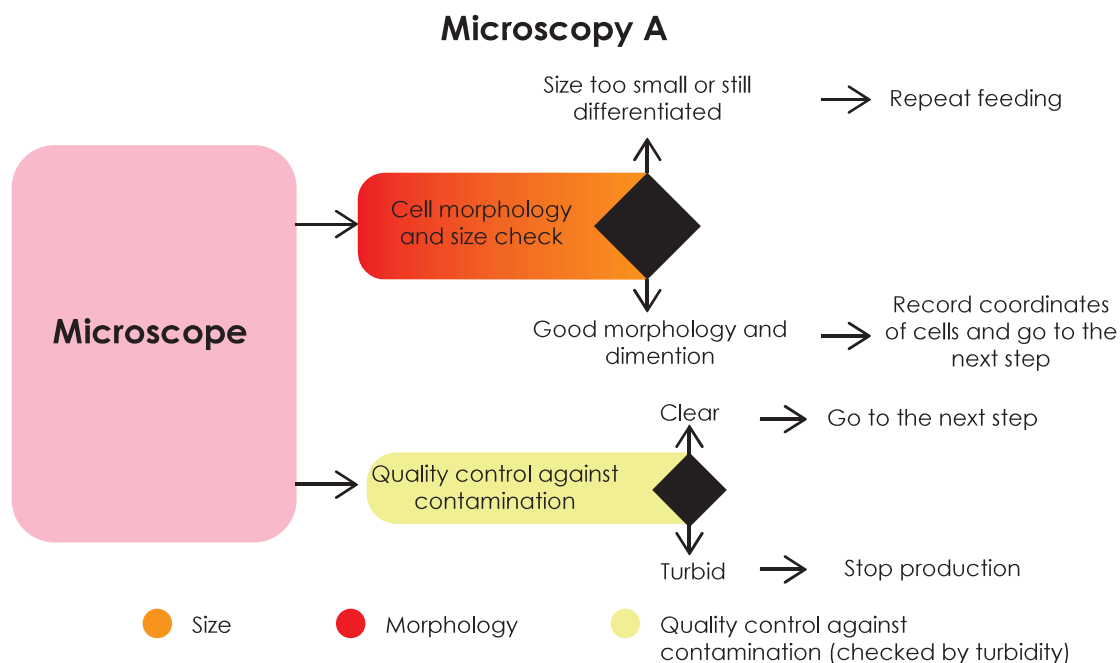 Microscopy A
Size too small or still
differentiated
Repeat feeding
Cell morphology
and size check
Microscope
Good morphology and
dimention
Record coordinates
of cells and go to the
next step
Clear
Go to the next step
Quality control against
contamination
Turbid
Stop production
Size
Morphology
Quality control against
contamination (checked by turbidity)